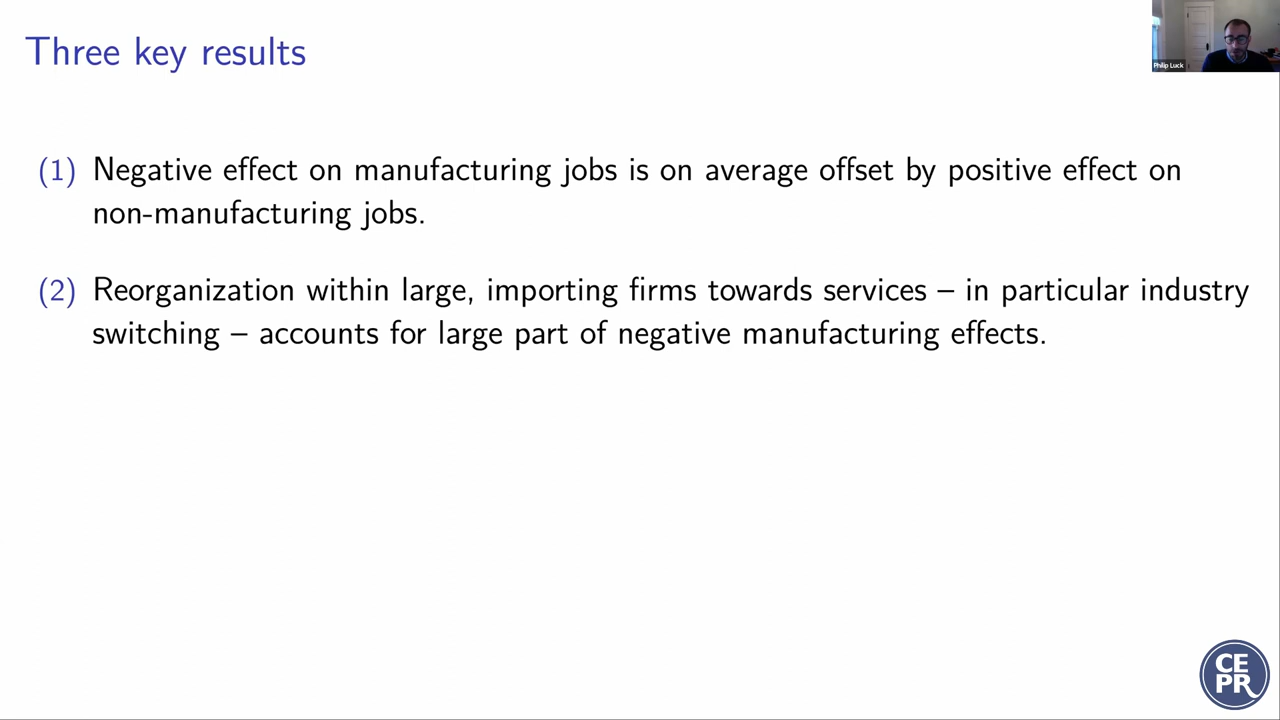 Three key results
Philip Luck
(1) Negative effect on manufacturing jobs is on average offset by positive effect on
non-manufacturing jobs.
(2) Reorganization within large, importing firms towards services – in particular industry
switching – accounts for large part of negative manufacturing effects.
CE
PR